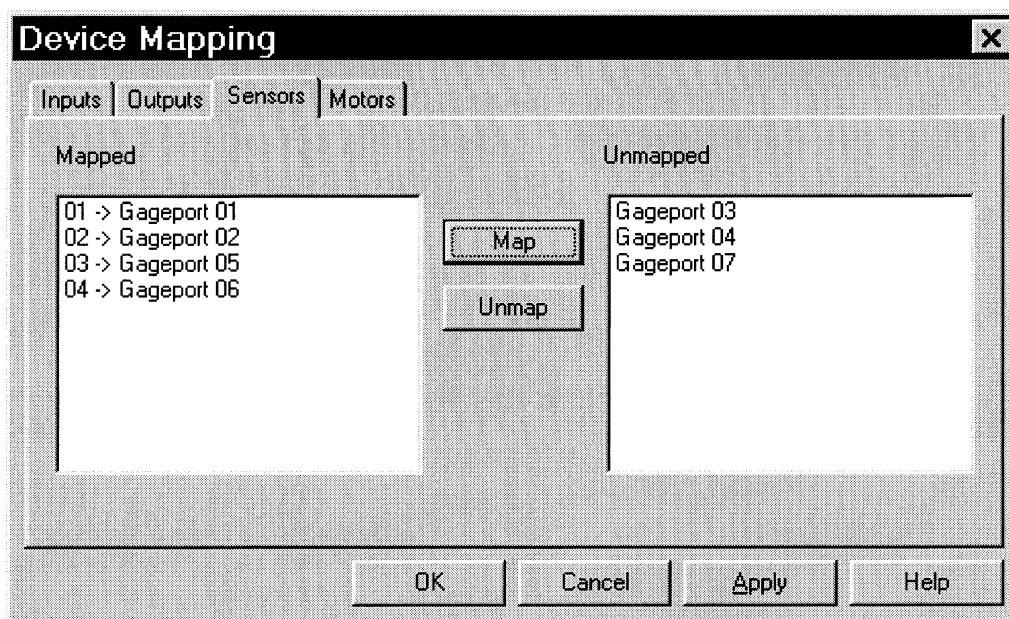 Device Mapping
Inputs Outputs Sensors Motors
Mapped
01 -> Gageport 01
02 -> Gageport 02
03 -> Gageport 05
04 -> Gageport 06
Map
Unmap
Unmapped
Gageport 03
Gageport 04
Gageport 07
OK Cancel Apply Help